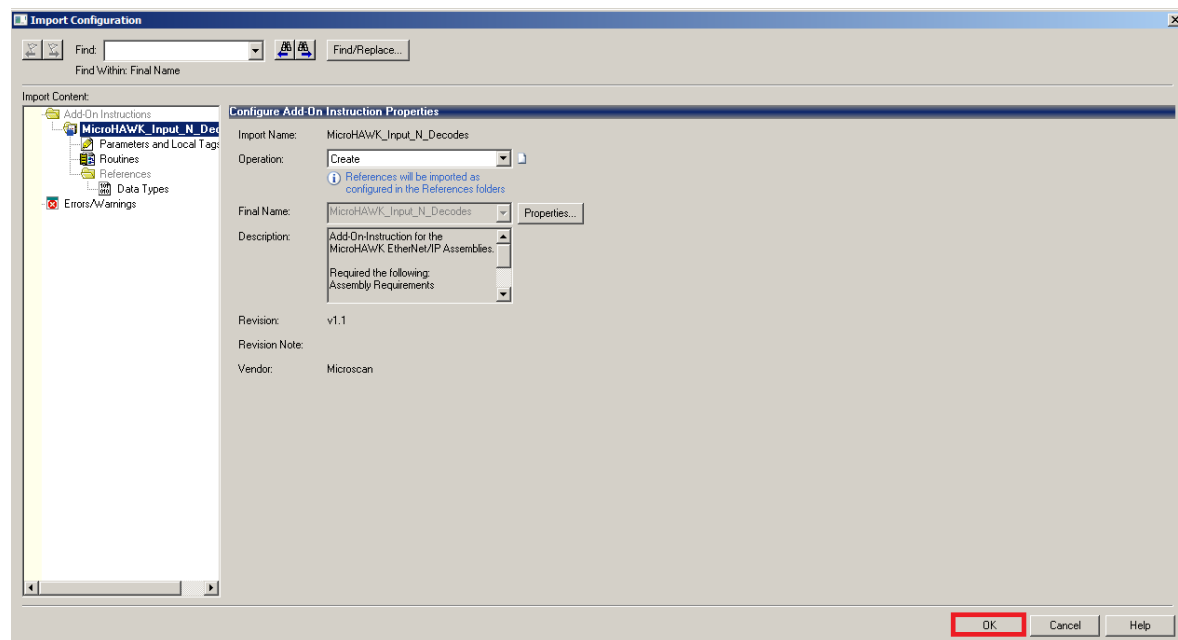 Import Configuration
Find:
Find/Replace...
Find Within: Final Name
Import Content:
Add-On Instructions
MicroHAWK_Input_N_Dec
Parameters and Local Tags
Routines
References
Data Types
Errors/Warnings
Configure Add-On Instruction Properties
Import Name: MicroHAWK_Input_N_Decodes
Operation: Create
References will be imported as
configured in the References folders
Final Name: MicroHAWK_Input_N_Decodes Properties...
Description: Add-On-Instruction for the
MicroHAWK EtherNet/IP Assemblies.
Required the following:
Assembly Requirements
Revision: v1.1
Revision Note:
Vendor: Microscan
OK Cancel Help